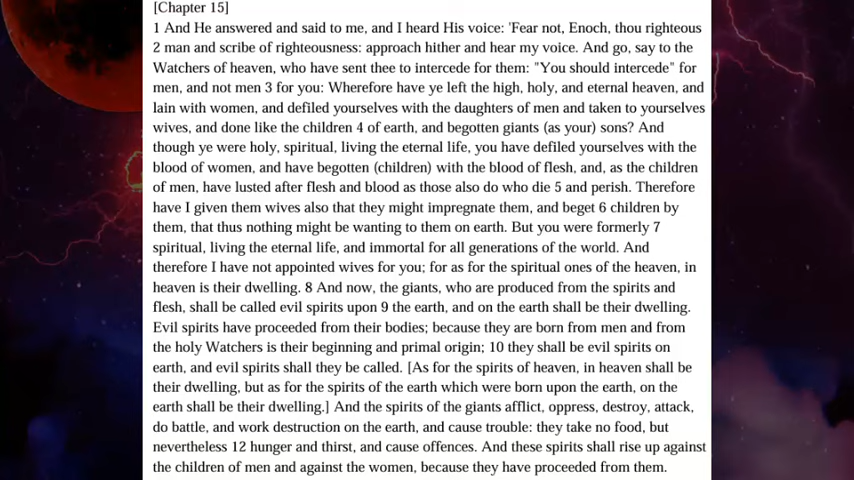 [Chapter 15]
1 And He answered and said to me, and I heard His voice: 'Fear not, Enoch, thou righteous
2 man and scribe of righteousness: approach hither and hear my voice. And go, say to the
Watchers of heaven, who have sent thee to intercede for them: "You should intercede" for
men, and not men 3 for you: Wherefore have ye left the high, holy, and eternal heaven, and
lain with women, and defiled yourselves with the daughters of men and taken to yourselves
wives, and done like the children 4 of earth, and begotten giants (as your) sons? And
though ye were holy, spiritual, living the eternal life, you have defiled yourselves with the
blood of women, and have begotten (children) with the blood of flesh, and, as the children
of men, have lusted after flesh and blood as those also do who die 5 and perish. Therefore
have I given them wives also that they might impregnate them, and beget 6 children by
them, that thus nothing might be wanting to them on earth. But you were formerly 7
spiritual, living the eternal life, and immortal for all generations of the world. And
therefore I have not appointed wives for you; for as for the spiritual ones of the heaven, in
heaven is their dwelling. 8 And now, the giants, who are produced from the spirits and
flesh, shall be called evil spirits upon 9 the earth, and on the earth shall be their dwelling.
Evil spirits have proceeded from their bodies; because they are born from men and from
the holy Watchers is their beginning and primal origin; 10 they shall be evil spirits on
earth, and evil spirits shall they be called. [As for the spirits of heaven, in heaven shall be
their dwelling, but as for the spirits of the earth which were born upon the earth, on the
earth shall be their dwelling.] And the spirits of the giants afflict, oppress, destroy, attack,
do battle, and work destruction on the earth, and cause trouble: they take no food, but
nevertheless 12 hunger and thirst, and cause offences. And these spirits shall rise up against
the children of men and against the women, because they have proceeded from them.